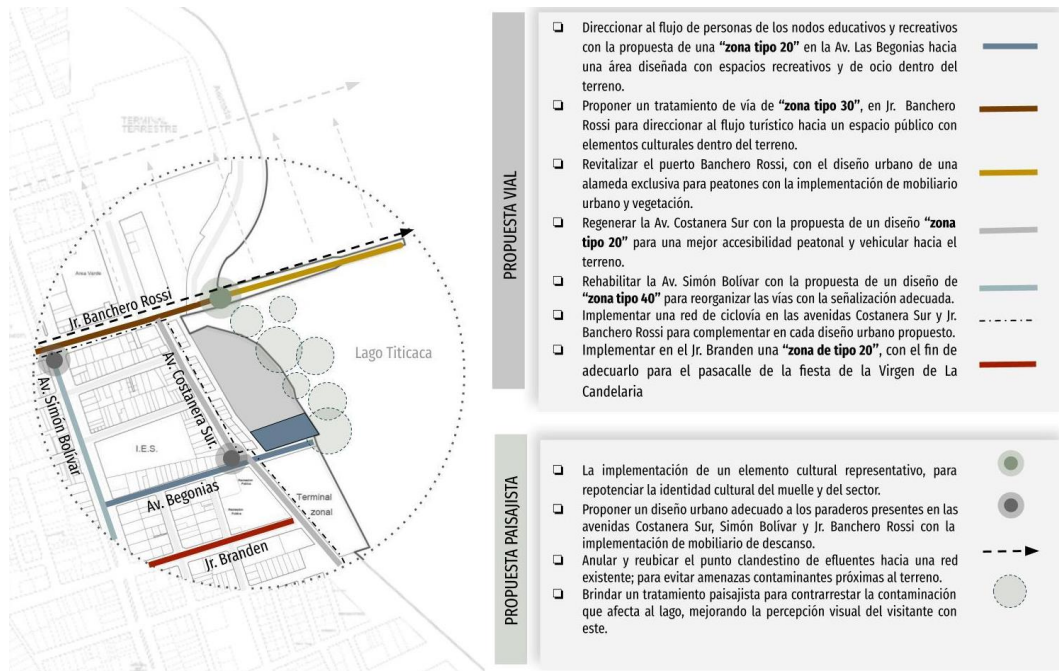 TERMINAL
TERRESTRE
Área Verde
Jr. Banchero Rossi
Lago Titicaca
Av. Costanera Sur.
Av. Simón Bolívar
I.E.S.
Av. Begonias
Terminal
zonal
Jr. Branden
PROPUESTA VIAL
❏ Direccionar al flujo de personas de los nodos educativos y recreativos
con la propuesta de una “zona tipo 20” en la Av. Las Begonias hacia
una área diseñada con espacios recreativos y de ocio dentro del
terreno.
❏ Proponer un tratamiento de vía de “zona tipo 30”, en Jr. Banchero
Rossi para direccionar al flujo turístico hacia un espacio público con
elementos culturales dentro del terreno.
❏ Revitalizar el puerto Banchero Rossi, con el diseño urbano de una
alameda exclusiva para peatones con la implementación de mobiliario
urbano y vegetación.
❏ Regenerar la Av. Costanera Sur con la propuesta de un diseño “zona
tipo 20” para una mejor accesibilidad peatonal y vehicular hacia el
terreno.
❏ Rehabilitar la Av. Simón Bolívar con la propuesta de un diseño de
“zona tipo 40” para reorganizar las vías con la señalización adecuada.
❏ Implementar una red de ciclovía en las avenidas Costanera Sur y Jr.
Banchero Rossi para complementar en cada diseño urbano propuesto.
❏ Implementar en el Jr. Branden una “zona de tipo 20”, con el fin de
adecuarlo para el pasacalle de la fiesta de la Virgen de La
Candelaria
PROPUESTA PAISAJISTA
❏ La implementación de un elemento cultural representativo, para
repotenciar la identidad cultural del muelle y del sector.
❏ Proponer un diseño urbano adecuado a los paraderos presentes en las
avenidas Costanera Sur, Simón Bolívar y Jr. Banchero Rossi con la
implementación de mobiliario de descanso.
❏ Anular y reubicar el punto clandestino de efluentes hacia una red
existente; para evitar amenazas contaminantes próximas al terreno.
❏ Brindar un tratamiento paisajista para contrarrestar la contaminación
que afecta al lago, mejorando la percepción visual del visitante con
este.